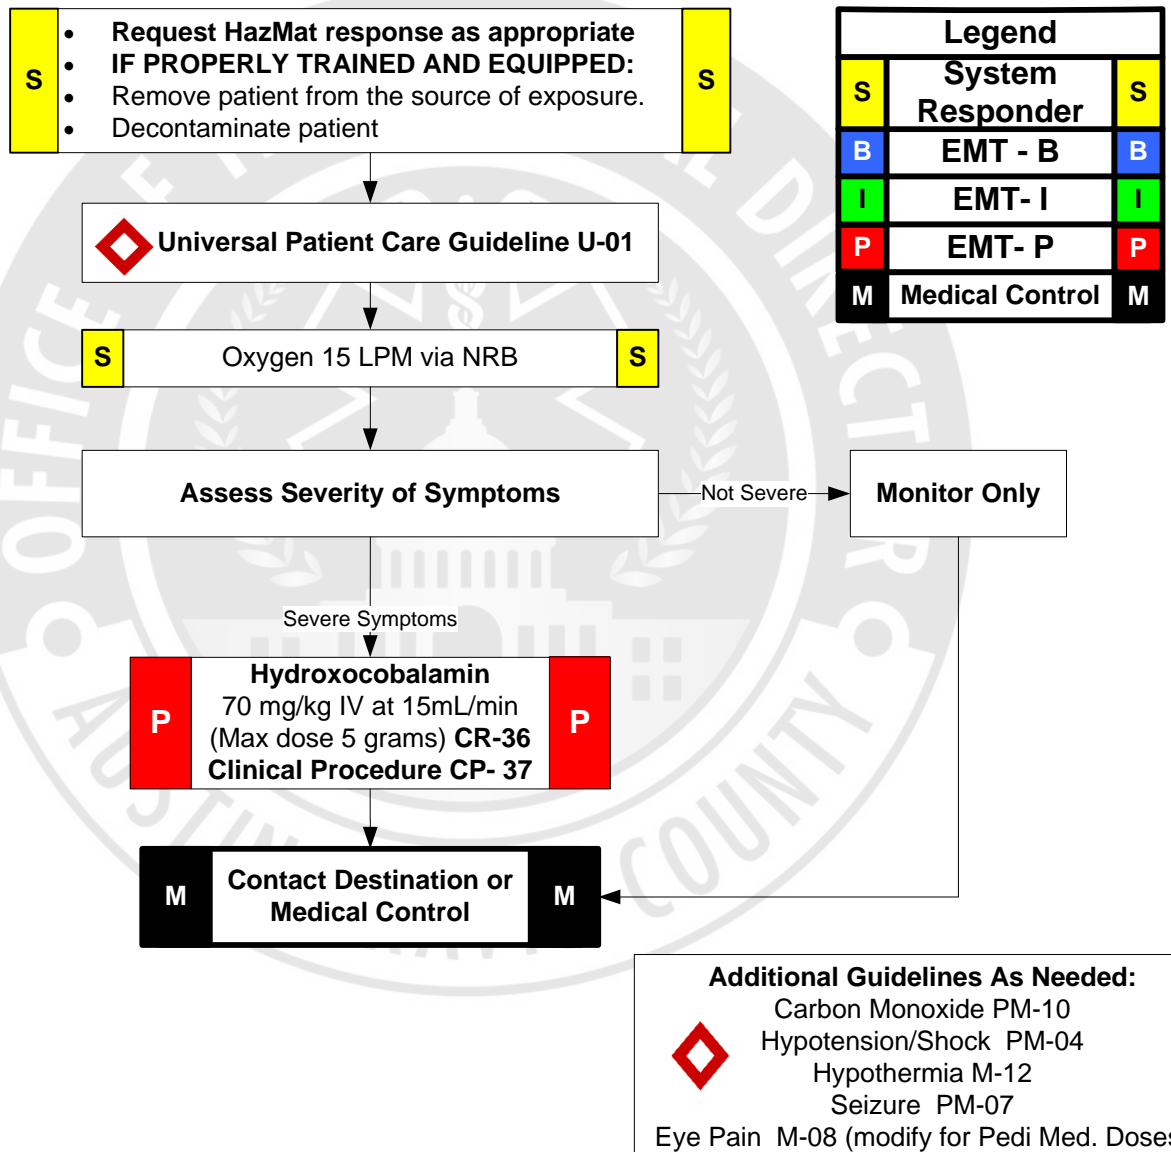 S
• Request HazMat response as appropriate
• IF PROPERLY TRAINED AND EQUIPPED:
• Remove patient from the source of exposure.
• Decontaminate patient
S
Universal Patient Care Guideline U-01
S Oxygen 15 LPM via NRB S
Assess Severity of Symptoms
Not Severe
Monitor Only
Severe Symptoms
P
Hydroxocobalamin
70 mg/kg IV at 15mL/min
(Max dose 5 grams) CR-36
Clinical Procedure CP- 37
P
M
Contact Destination or
Medical Control
M
Legend
S System
Responder S
B EMT - B B
I EMT- I I
P EMT- P P
M Medical Control M
Additional Guidelines As Needed:
Carbon Monoxide PM-10
Hypotension/Shock PM-04
Hypothermia M-12
Seizure PM-07
Eye Pain M-08 (modify for Pedi Med. Doses
OFFICE
DIRECTOR
COUNTY